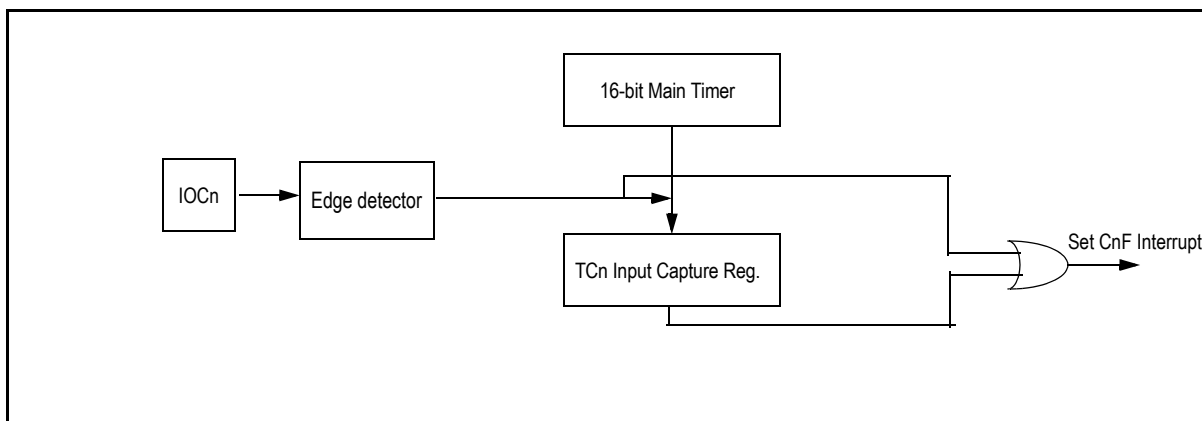 16-bit Main Timer
IOCn
Edge detector
TCn Input Capture Reg.
Set CnF Interrupt